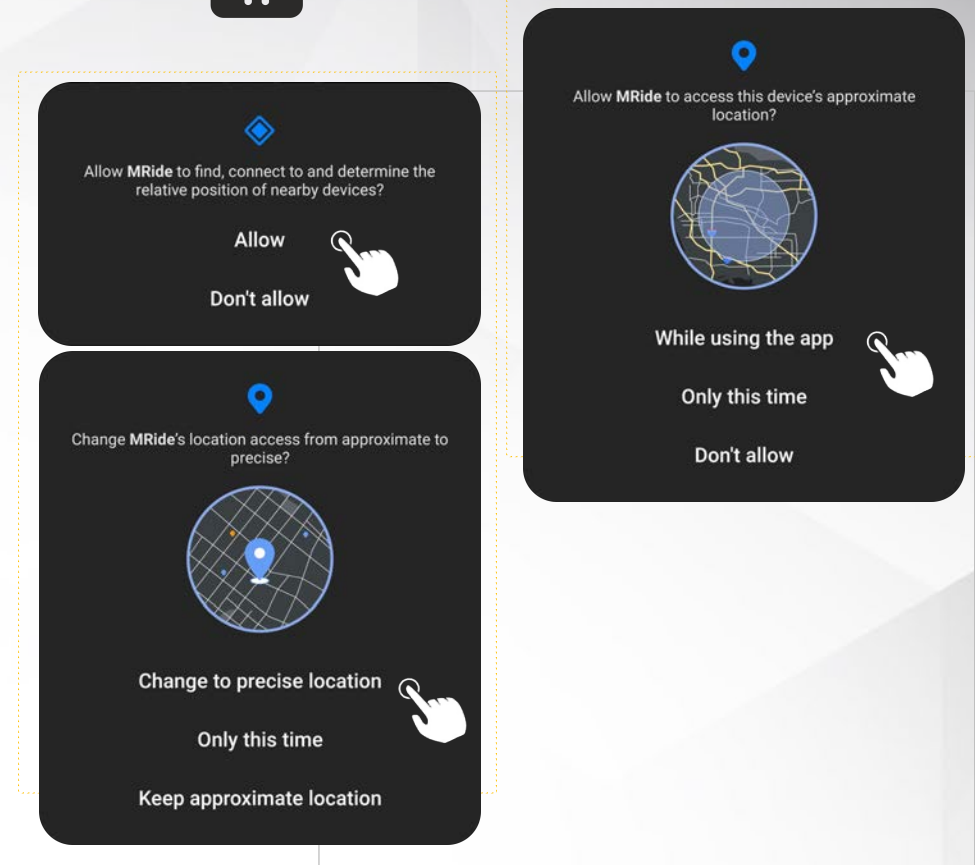 Allow MRide to find, connect to and determine the
relative position of nearby devices?
Allow
Don't allow
Change MRide's location access from approximate to
precise?
Change to precise location
Only this time
Keep approximate location
Allow MRide to access this device's approximate
location?
While using the app
Only this time
Don't allow